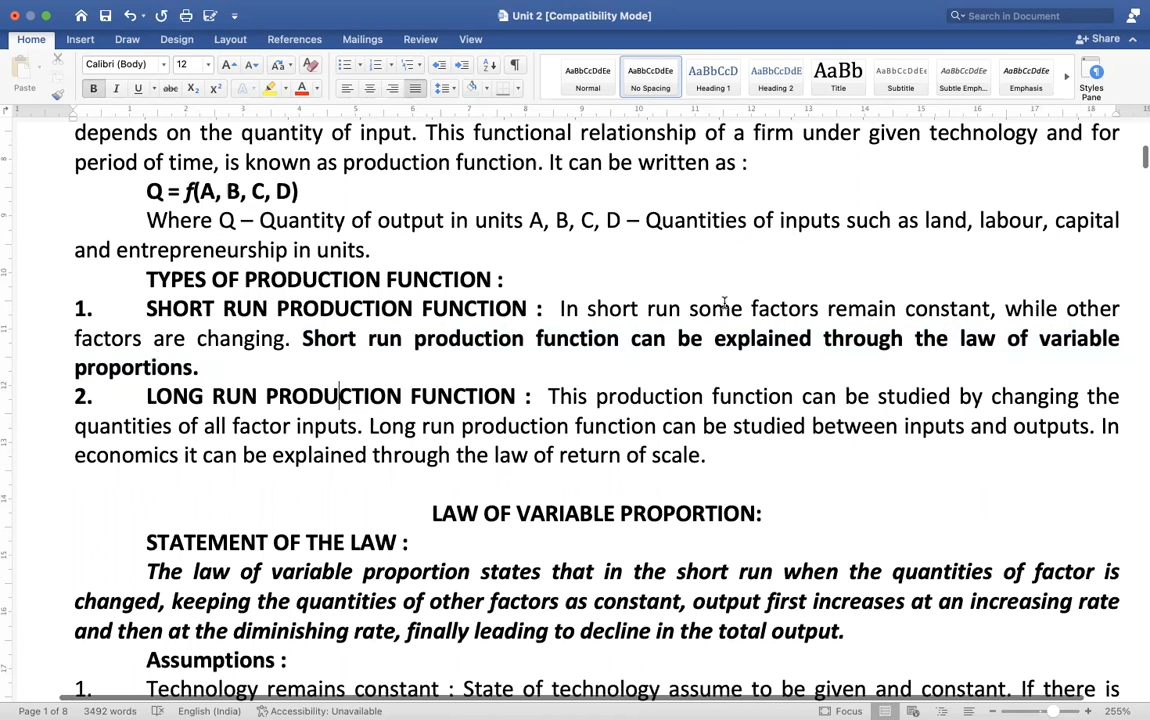 Unit 2 [Compatibility Mode]
Search in Document
Home Insert Draw Design Layout References Mailings Review View
Share
Paste
Calibri (Body) 12
AaBbCcDdEe AaBbCcDdEe AaBbCcD AaBbCcDdE AaBb AaBbCcDdEe AaBbCcDdEe AaBbCcDdEe
Normal No Spacing Heading 1 Heading 2 Title Subtitle Subtle Emph... Emphasis
Styles
Pane
depends on the quantity of input. This functional relationship of a firm under given technology and for
period of time, is known as production function. It can be written as :
Q = f(A, B, C, D)
Where Q – Quantity of output in units A, B, C, D – Quantities of inputs such as land, labour, capital
and entrepreneurship in units.
TYPES OF PRODUCTION FUNCTION :
1. SHORT RUN PRODUCTION FUNCTION : In short run some factors remain constant, while other
factors are changing. Short run production function can be explained through the law of variable
proportions.
2. LONG RUN PRODUCTION FUNCTION : This production function can be studied by changing the
quantities of all factor inputs. Long run production function can be studied between inputs and outputs. In
economics it can be explained through the law of return of scale.
LAW OF VARIABLE PROPORTION:
STATEMENT OF THE LAW :
The law of variable proportion states that in the short run when the quantities of factor is
changed, keeping the quantities of other factors as constant, output first increases at an increasing rate
and then at the diminishing rate, finally leading to decline in the total output.
Assumptions :
1. Technology remains constant : State of technology assume to be given and constant. If there is
Page 1 of 8 3492 words English (India) Accessibility: Unavailable Focus 255%